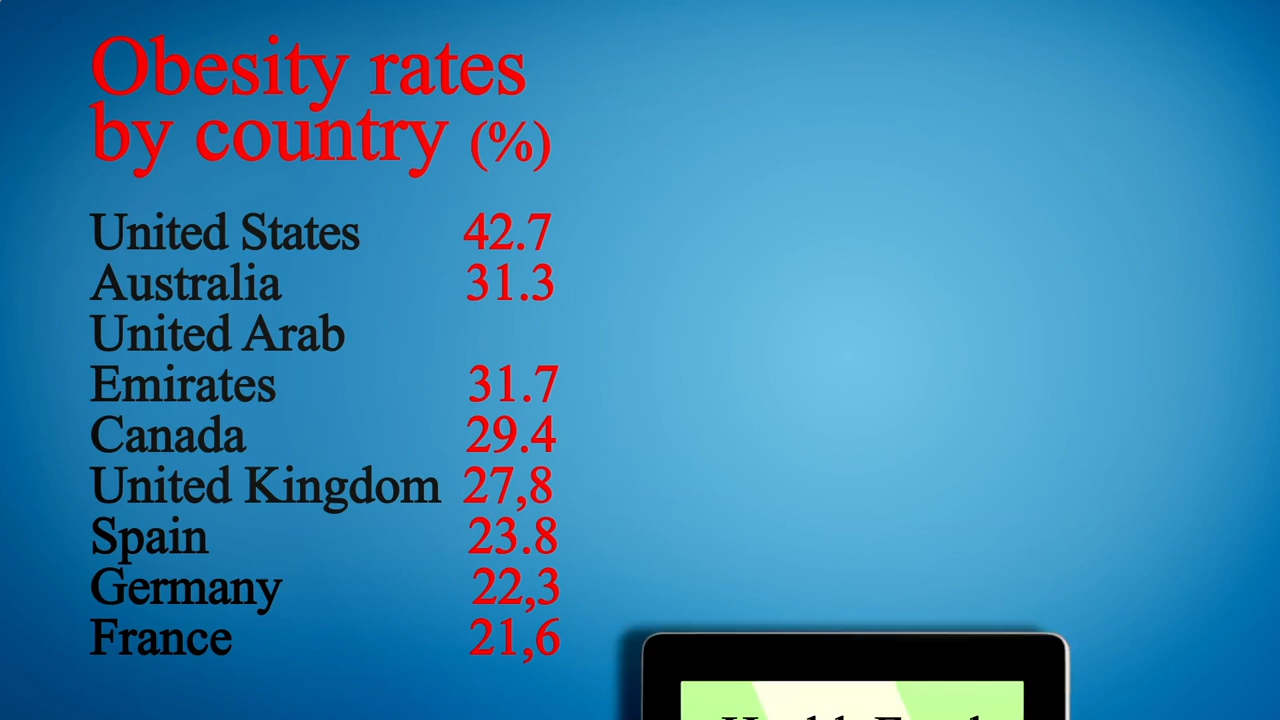 Obesity rates
by country (%)
United States 42.7
Australia 31.3
United Arab
Emirates 31.7
Canada 29.4
United Kingdom 27,8
Spain 23.8
Germany 22,3
France 21,6